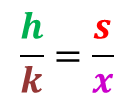 h/k = s/x